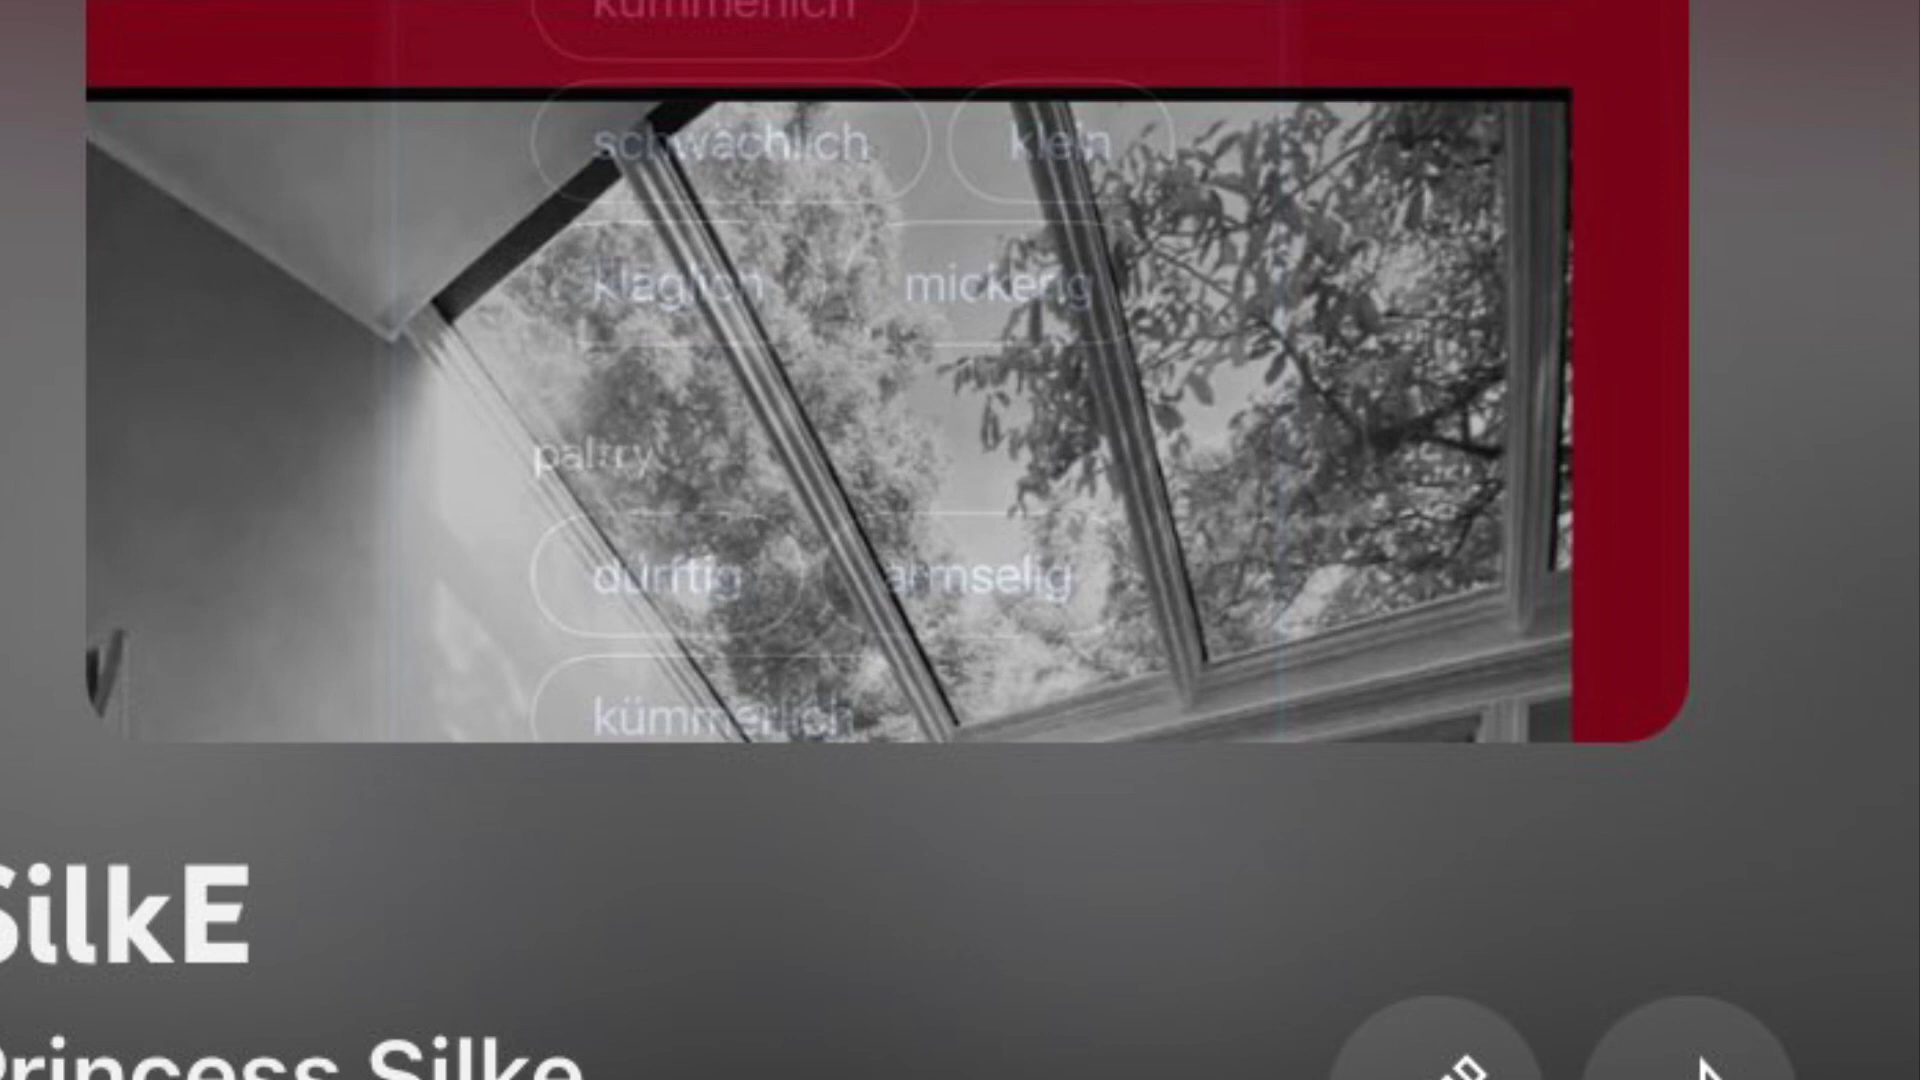 kümmerlich
schwächlich klein
kläglich mickerig
paltry
dürftig armselig
kümmerlich
SilkE
Princess Silke